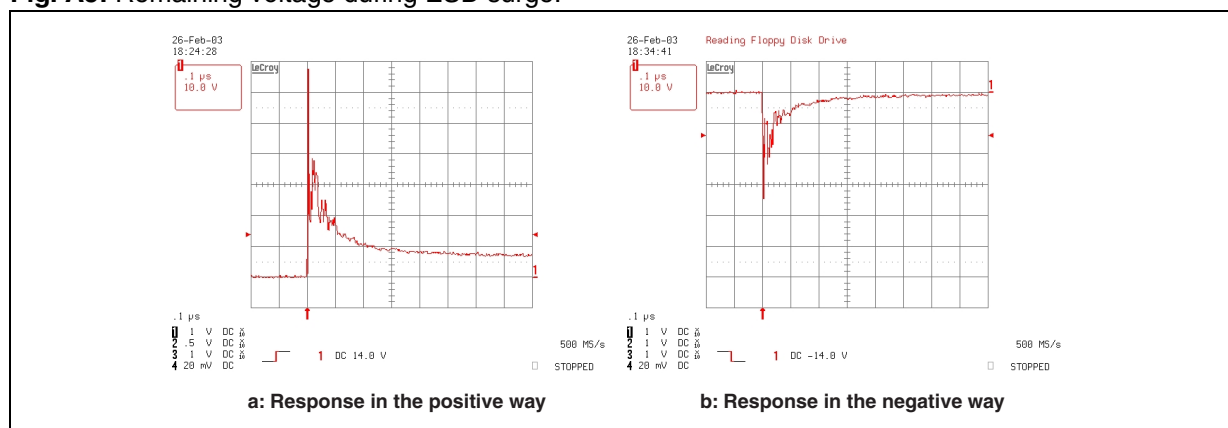 Fig. A3: Remaining voltage during ESD surge.
26-Feb-03
18:24:28
1
.1 µs
10.0 V
LeCroy
1
.1 µs
1 1 V DC
2 .5 V DC
3 1 V DC
4 20 mV DC
1 DC 14.0 V
500 MS/s
STOPPED
a: Response in the positive way
26-Feb-03
18:34:41
Reading Floppy Disk Drive
1
.1 µs
10.0 V
LeCroy
1
.1 µs
1 1 V DC
2 1 V DC
3 1 V DC
4 20 mV DC
1 DC -14.0 V
500 MS/s
STOPPED
b: Response in the negative way